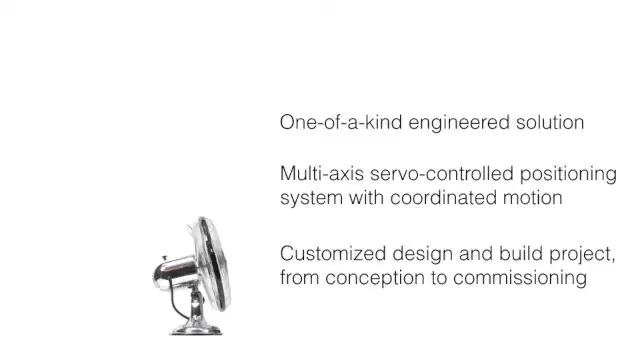 One-of-a-kind engineered solution
Multi-axis servo-controlled positioning
system with coordinated motion
Customized design and build project,
from conception to commissioning